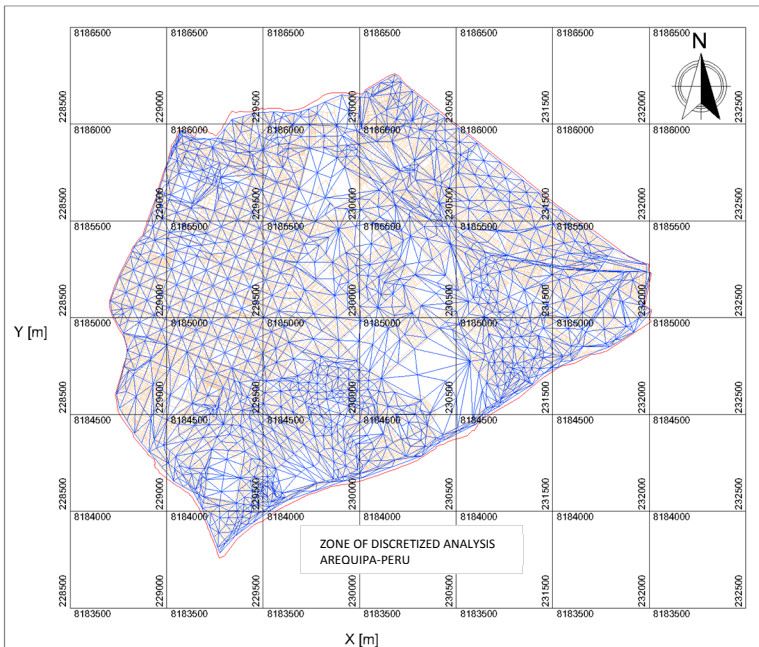 8186500 8186500 8186500 8186500 8186500 8186500 8186500
N
228500 229000 229500 230000 230500 231500 232000 232500
8186000 8186000 8186000 8186000 8186000 8186000 8186000
228500 229000 229500 230000 230500 231500 232000 232500
8185500 8185500 8185500 8185500 8185500 8185500 8185500
228500 229000 229500 230000 230500 231500 232000 232500
Y [m]
8185000 8185000 8185000 8185000 8185000 8185000 8185000
228500 229000 229500 230000 230500 231500 232000 232500
8184500 8184500 8184500 8184500 8184500 8184500 8184500
228500 229000 229500 230000 230500 231500 232000 232500
8184000 8184000 8184000 8184000 8184000 8184000 8184000
ZONE OF DISCRETIZED ANALYSIS
AREQUIPA-PERU
228500 229000 229500 230000 230500 231500 232000 232500
8183500 8183500 8183500 8183500 8183500 8183500 8183500
X [m]